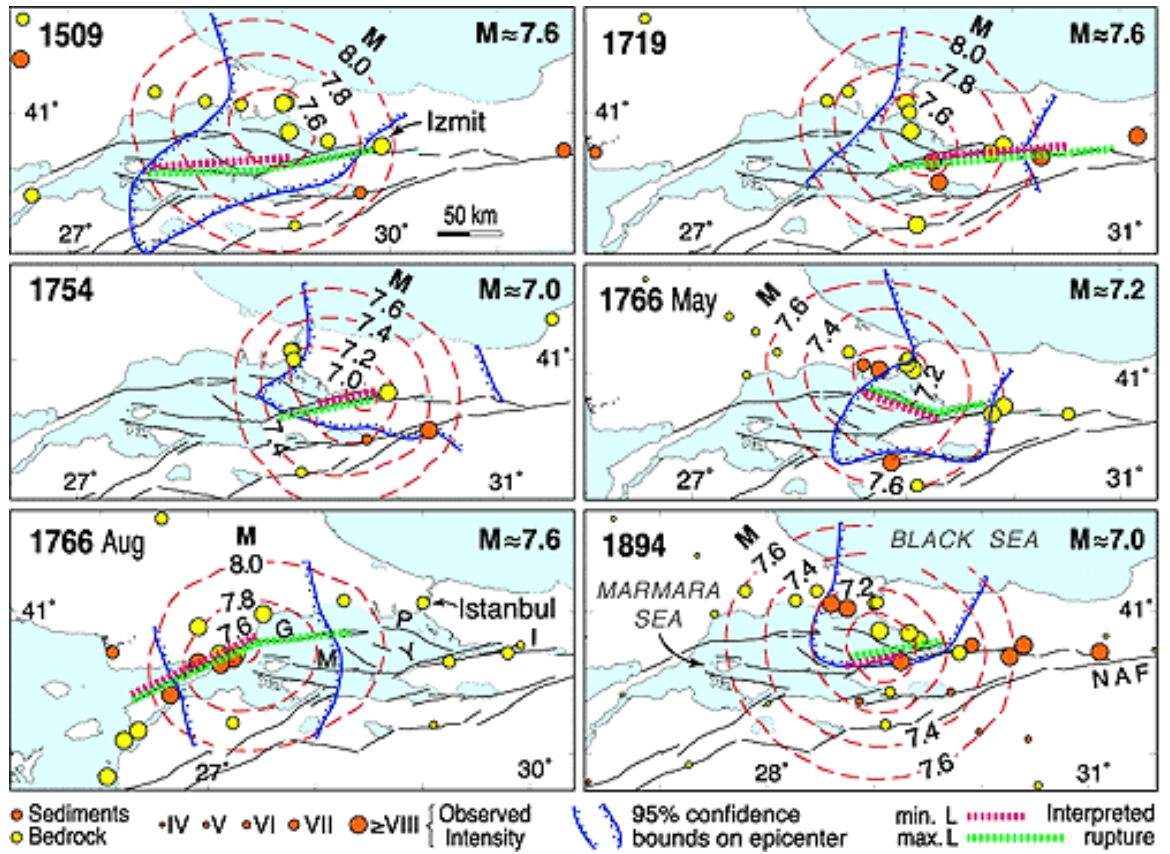 1509
M
8.0
7.8
7.6
M≈7.6
41°
Izmit
50 km
27°
30°
1719
M
8.0
7.8
7.6
M≈7.6
41°
27°
31°
1754
M
7.6
7.4
7.2
7.0
M≈7.0
41°
7.4
27°
31°
1766 May
M
7.6
7.4
7.2
M≈7.2
41°
7.6
27°
31°
1766 Aug
M
8.0
7.8
7.6
M≈7.6
41°
Istanbul
G
P
M
Y
I
27°
30°
1894
M
7.6
7.4
7.2
BLACK SEA
M≈7.0
MARMARA
SEA
41°
NAF
7.4
7.6
28°
31°
Sediments
Bedrock
IV
V
VI
VII
≥VIII
Observed
Intensity
95% confidence
bounds on epicenter
min. L
max. L
Interpreted
rupture